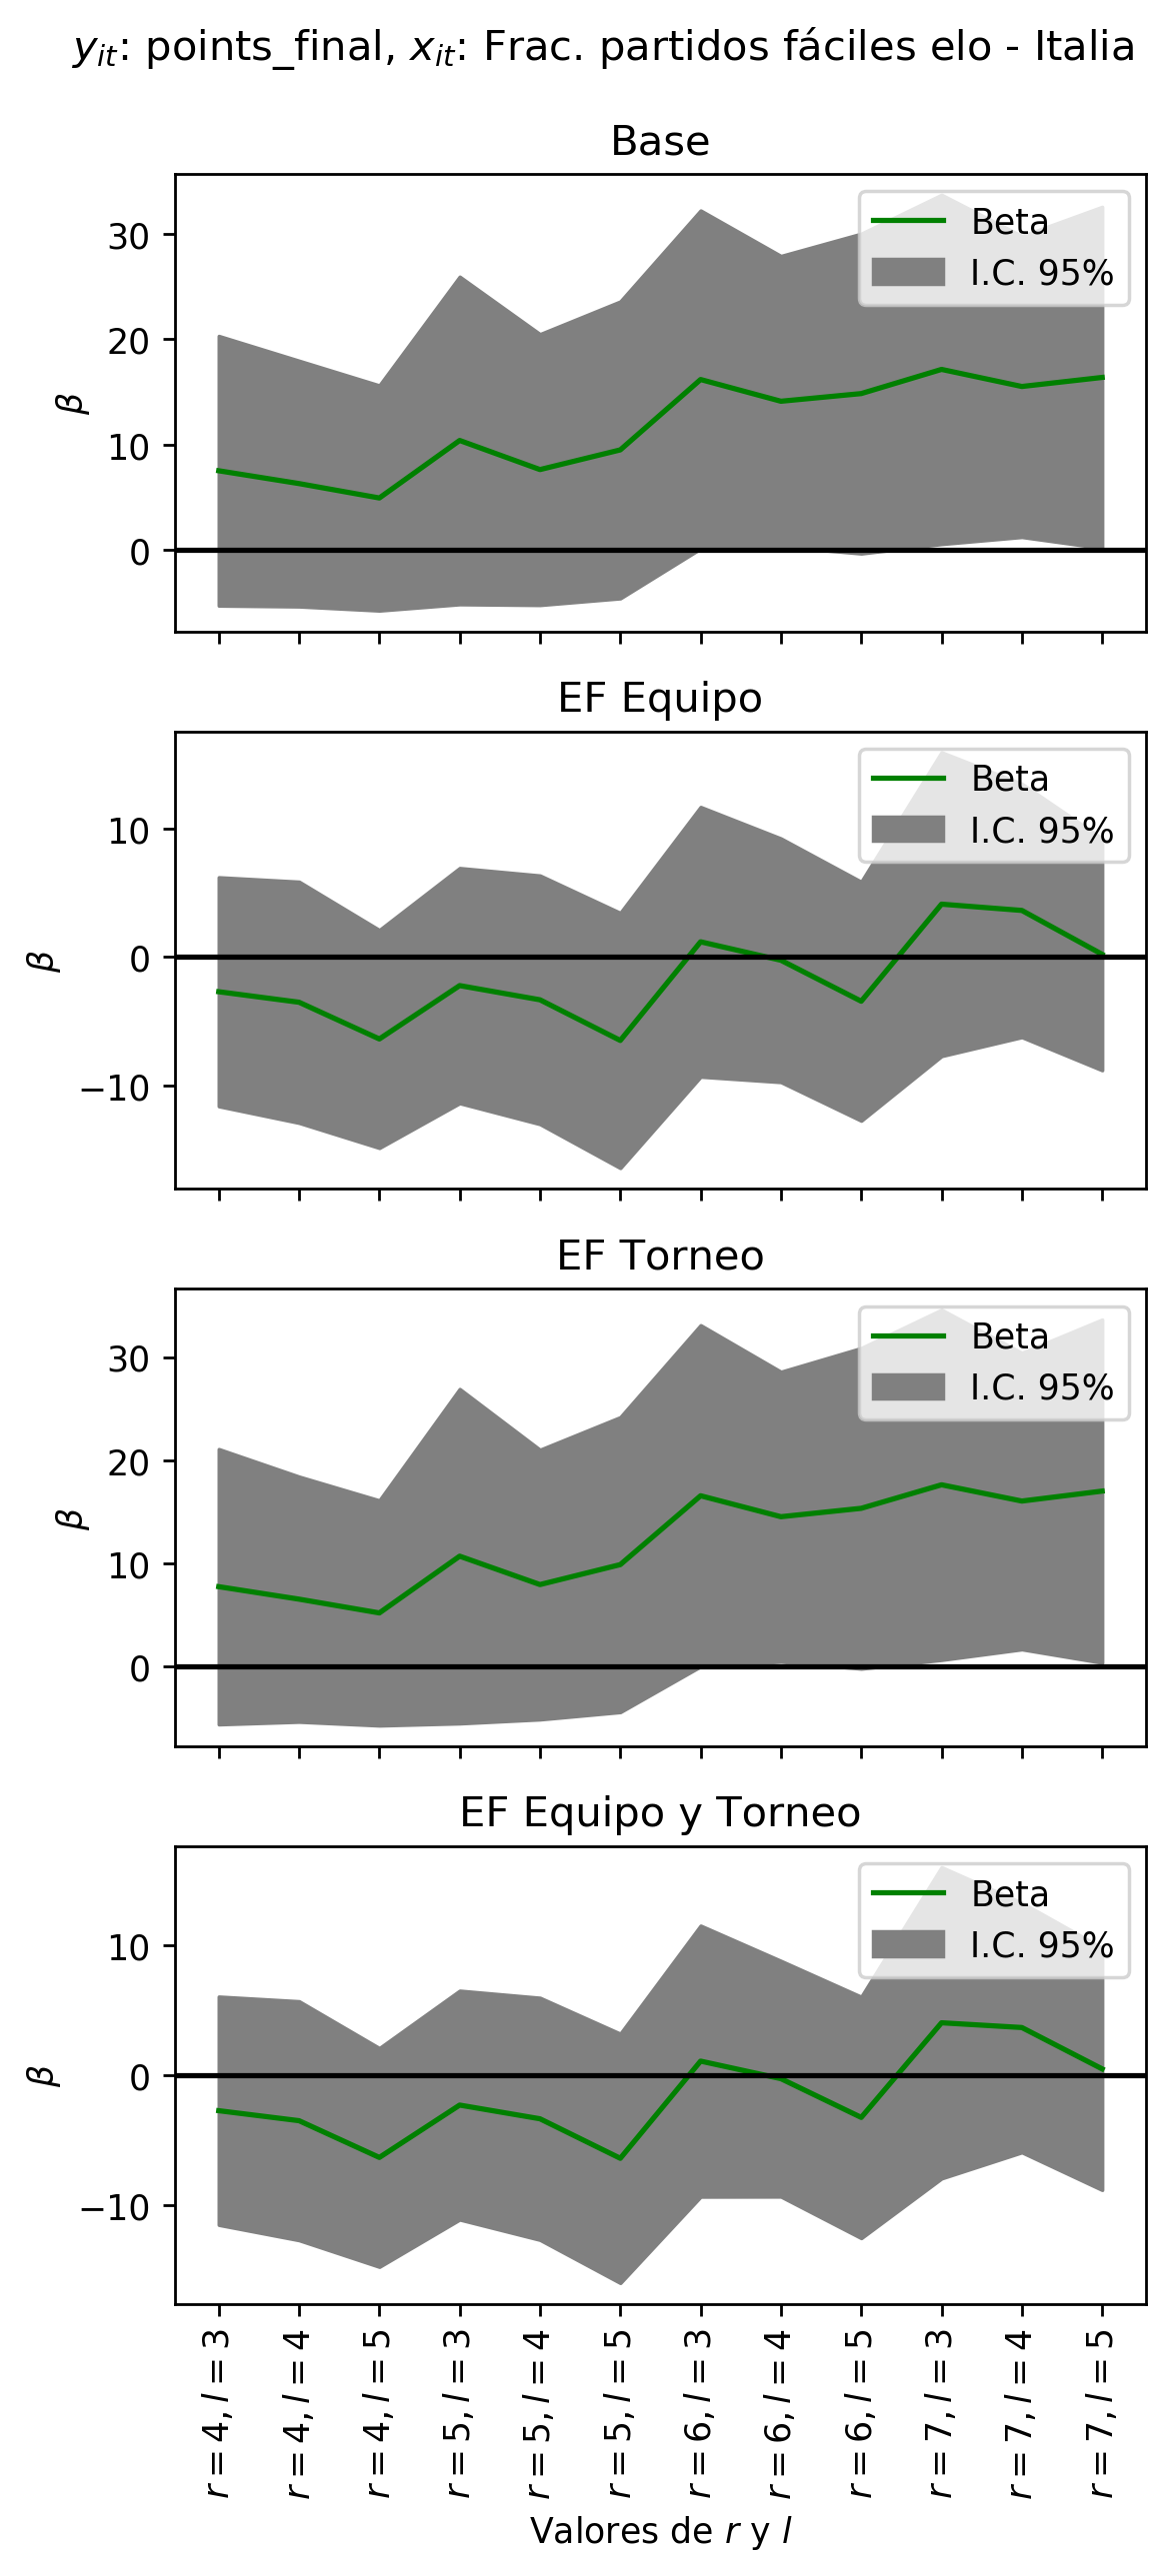 y_it: points_final, x_it: Frac. partidos fáciles elo - Italia
Base
Beta
I.C. 95%
30
20
10
0
β
EF Equipo
Beta
I.C. 95%
10
0
−10
β
EF Torneo
Beta
I.C. 95%
30
20
10
0
β
EF Equipo y Torneo
Beta
I.C. 95%
10
0
−10
β
r = 4, l = 3
r = 4, l = 4
r = 4, l = 5
r = 5, l = 3
r = 5, l = 4
r = 5, l = 5
r = 6, l = 3
r = 6, l = 4
r = 6, l = 5
r = 7, l = 3
r = 7, l = 4
r = 7, l = 5
Valores de r y l